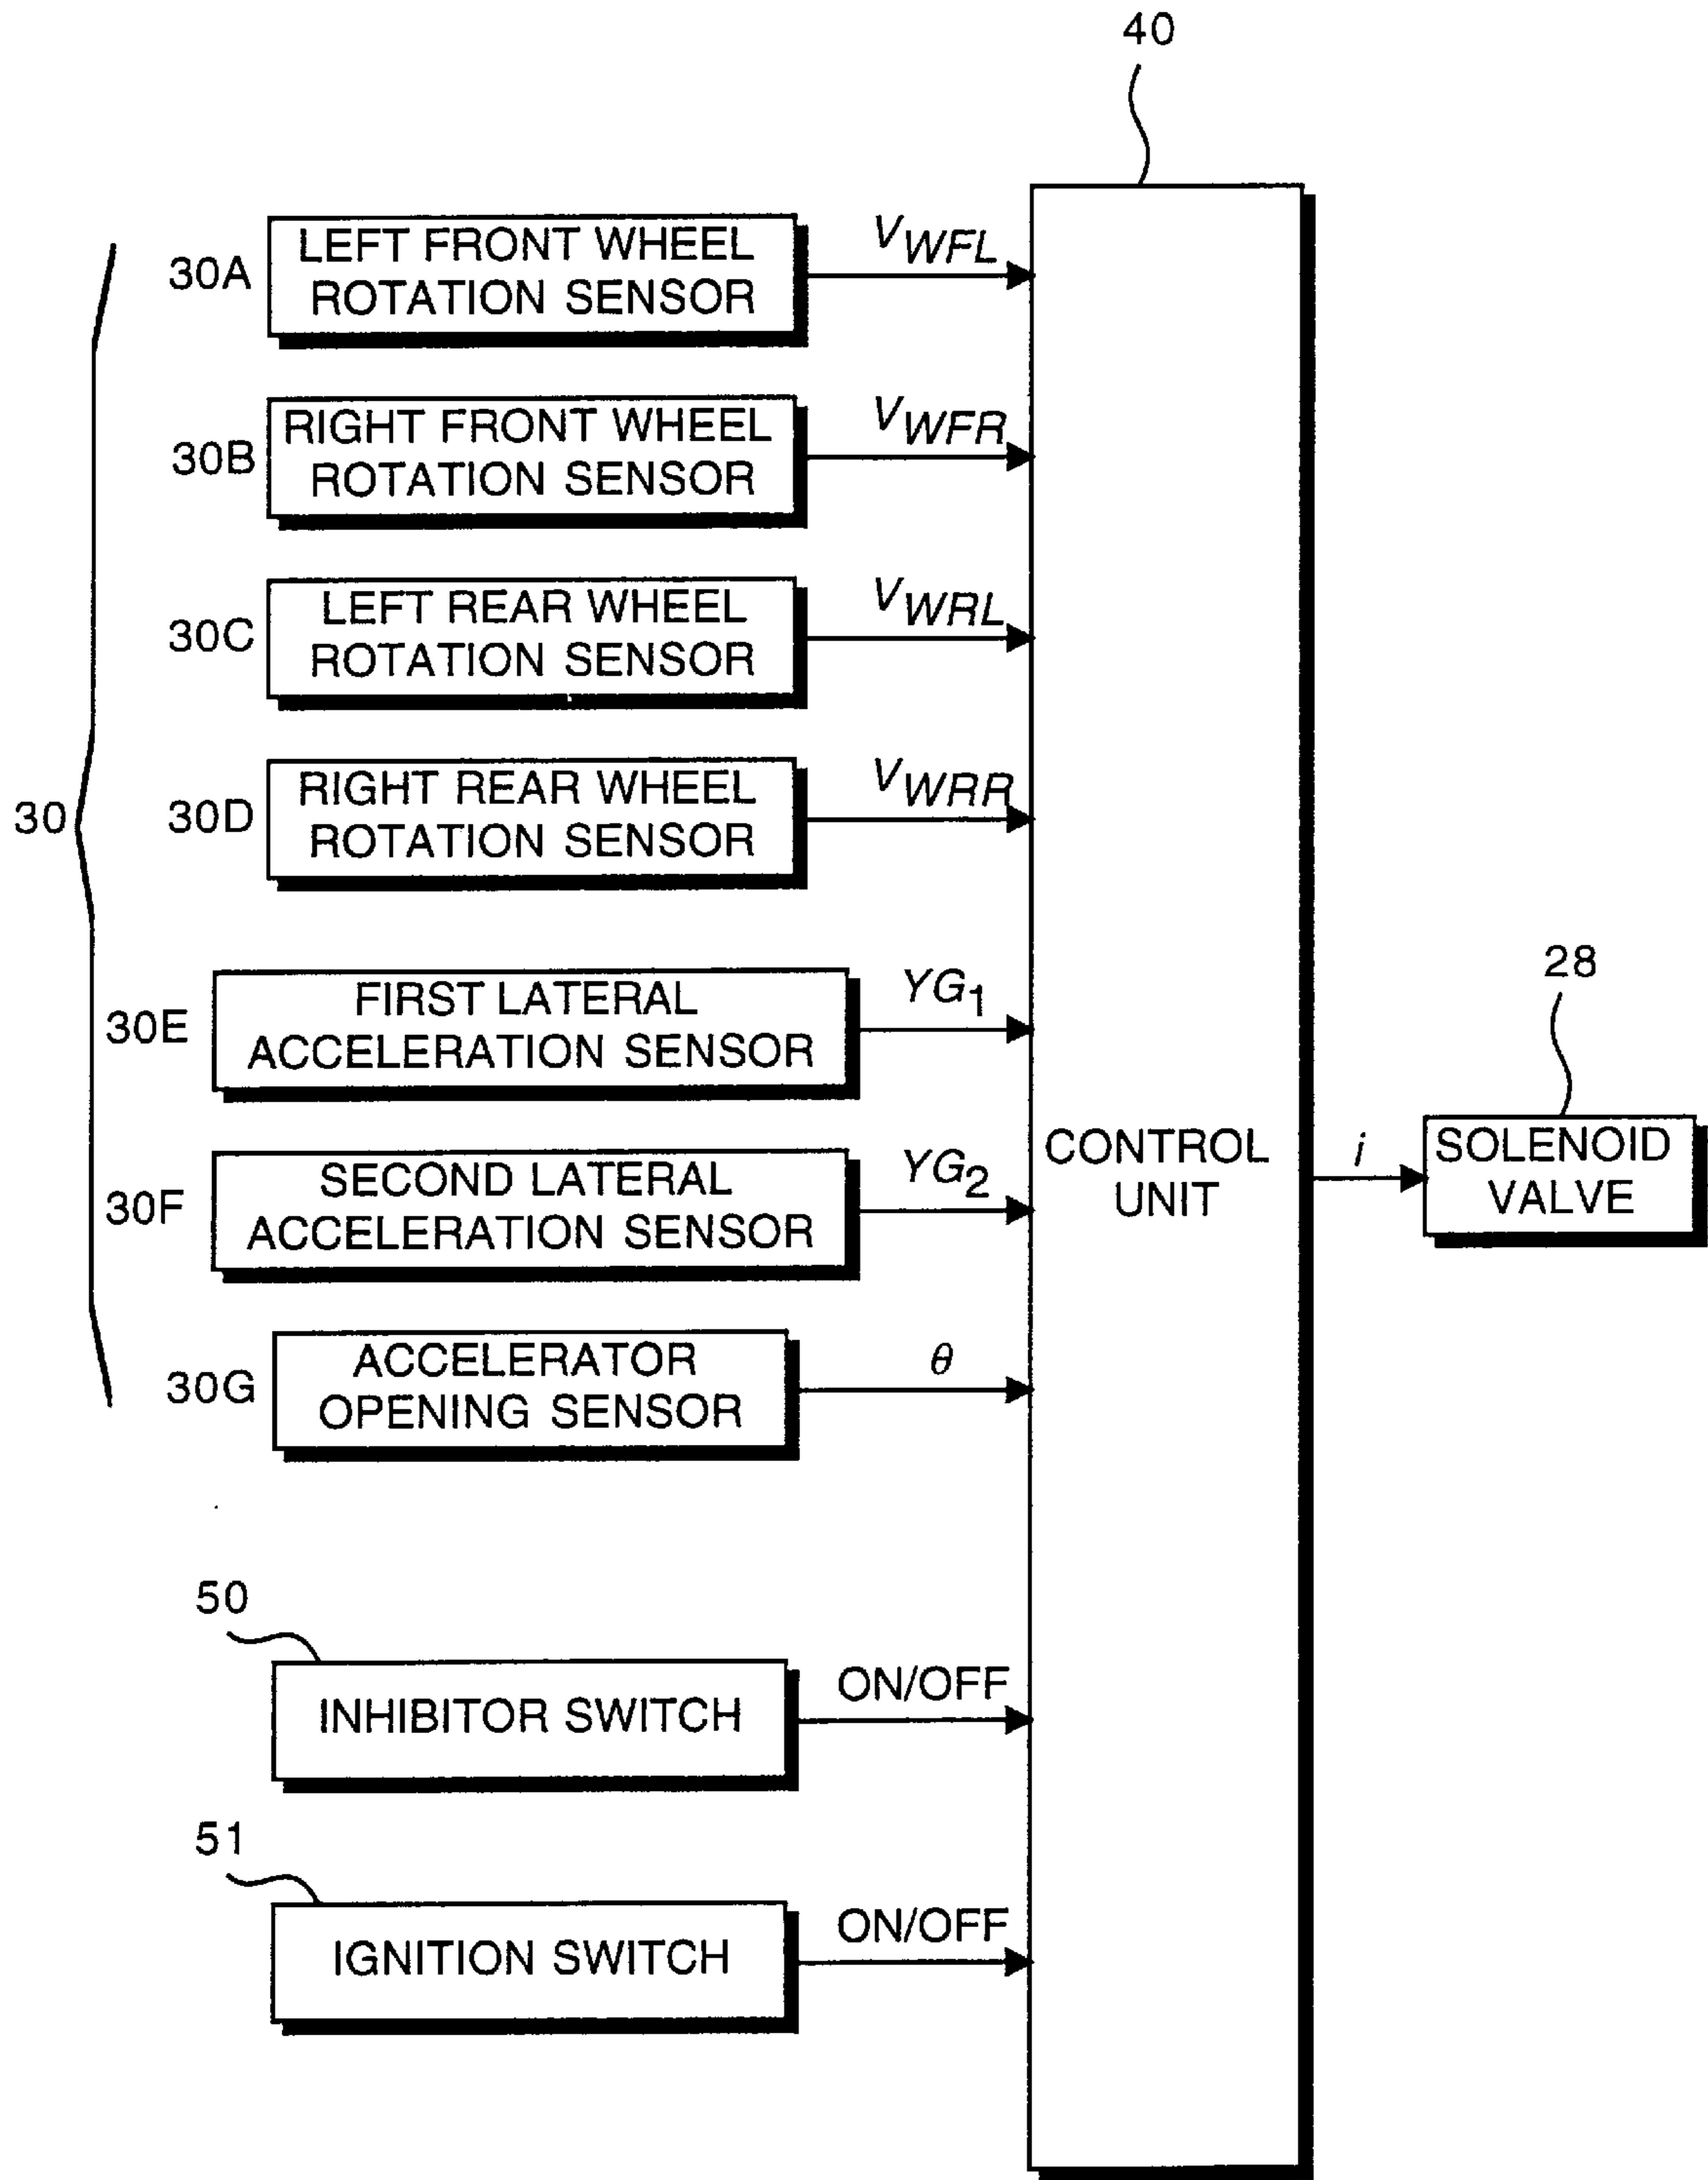 40
30
30A
LEFT FRONT WHEEL
ROTATION SENSOR
VWFL
30B
RIGHT FRONT WHEEL
ROTATION SENSOR
VWFR
30C
LEFT REAR WHEEL
ROTATION SENSOR
VWRL
30D
RIGHT REAR WHEEL
ROTATION SENSOR
VWRR
30E
FIRST LATERAL
ACCELERATION SENSOR
YG1
30F
SECOND LATERAL
ACCELERATION SENSOR
YG2
30G
ACCELERATOR
OPENING SENSOR
θ
50
INHIBITOR SWITCH
ON/OFF
51
IGNITION SWITCH
ON/OFF
CONTROL
UNIT
i
28
SOLENOID
VALVE